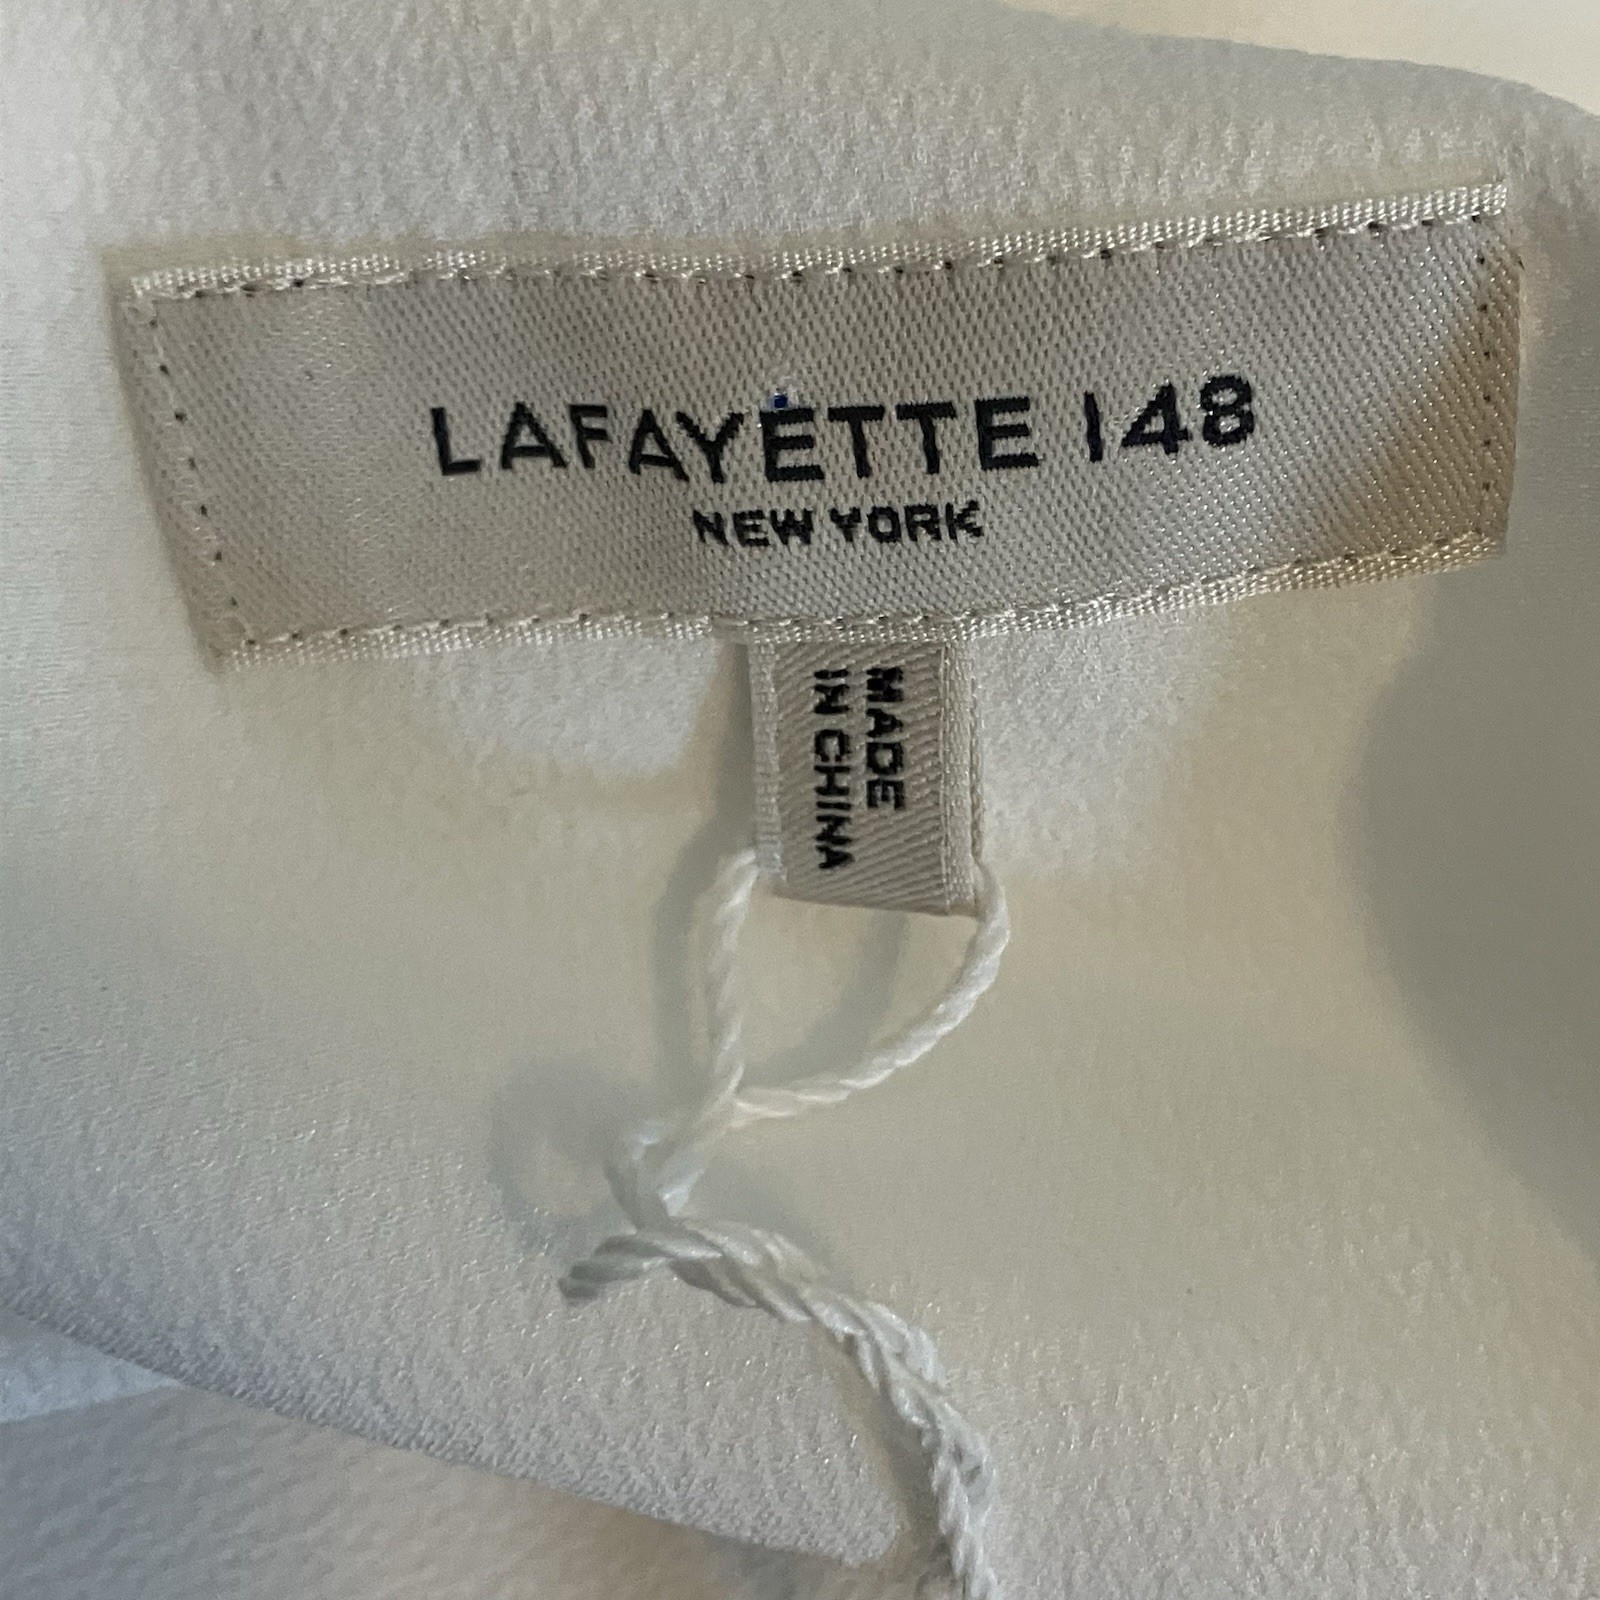 LAFAYETTE 148
NEW YORK
MADE
IN CHINA